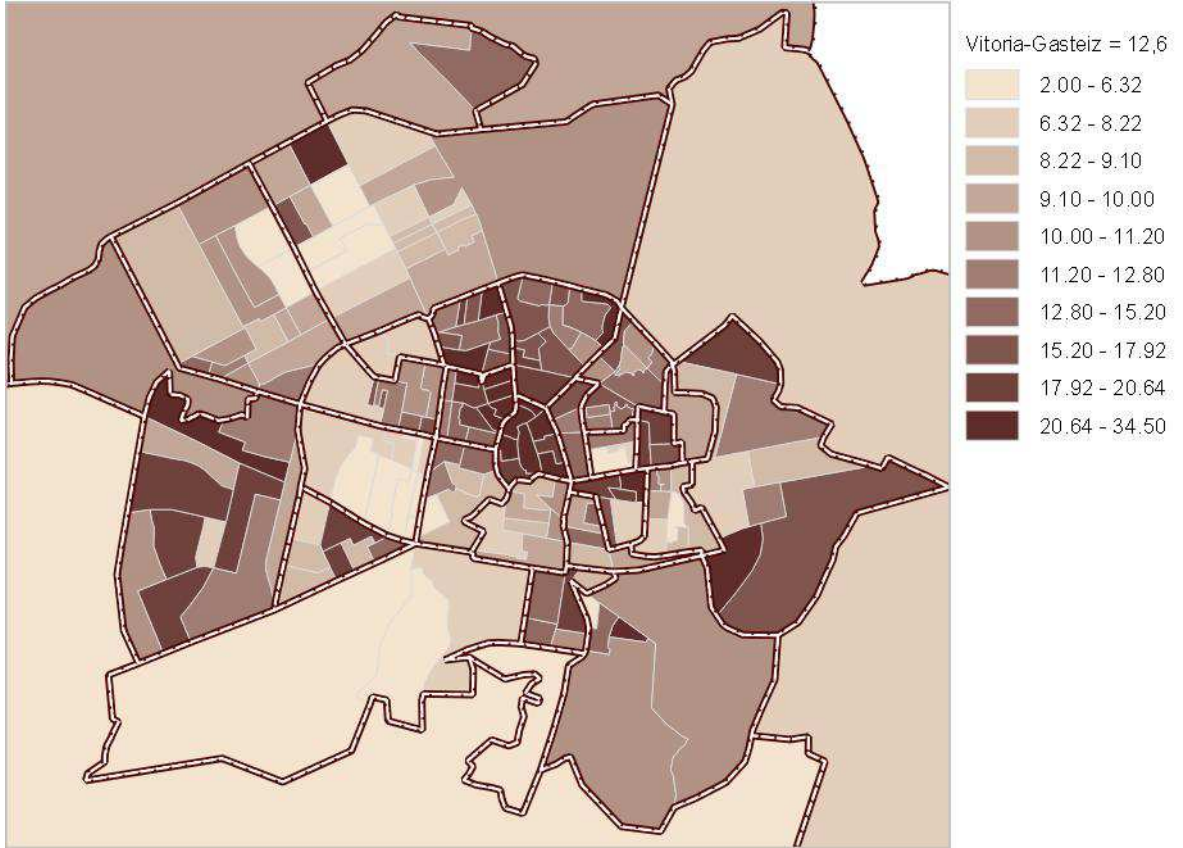 Vitoria-Gasteiz = 12,6
2.00 - 6.32
6.32 - 8.22
8.22 - 9.10
9.10 - 10.00
10.00 - 11.20
11.20 - 12.80
12.80 - 15.20
15.20 - 17.92
17.92 - 20.64
20.64 - 34.50